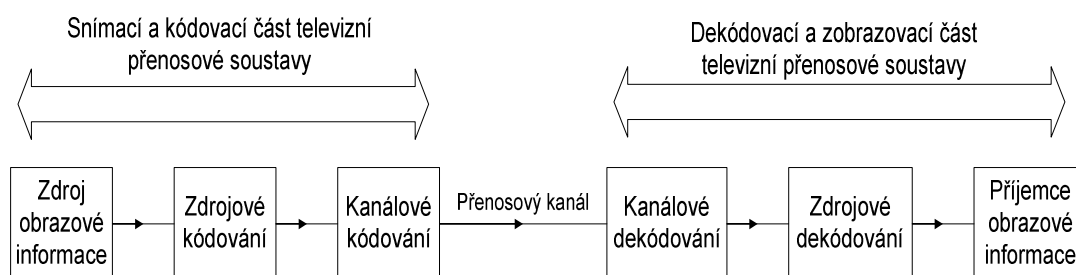 Snímací a kódovací část televizní
přenosové soustavy
Dekódovací a zobrazovací část
televizní přenosové soustavy
Zdroj
obrazové
informace
Zdrojové
kódování
Kanálové
kódování
Přenosový kanál
Kanálové
dekódování
Zdrojové
dekódování
Příjemce
obrazové
informace